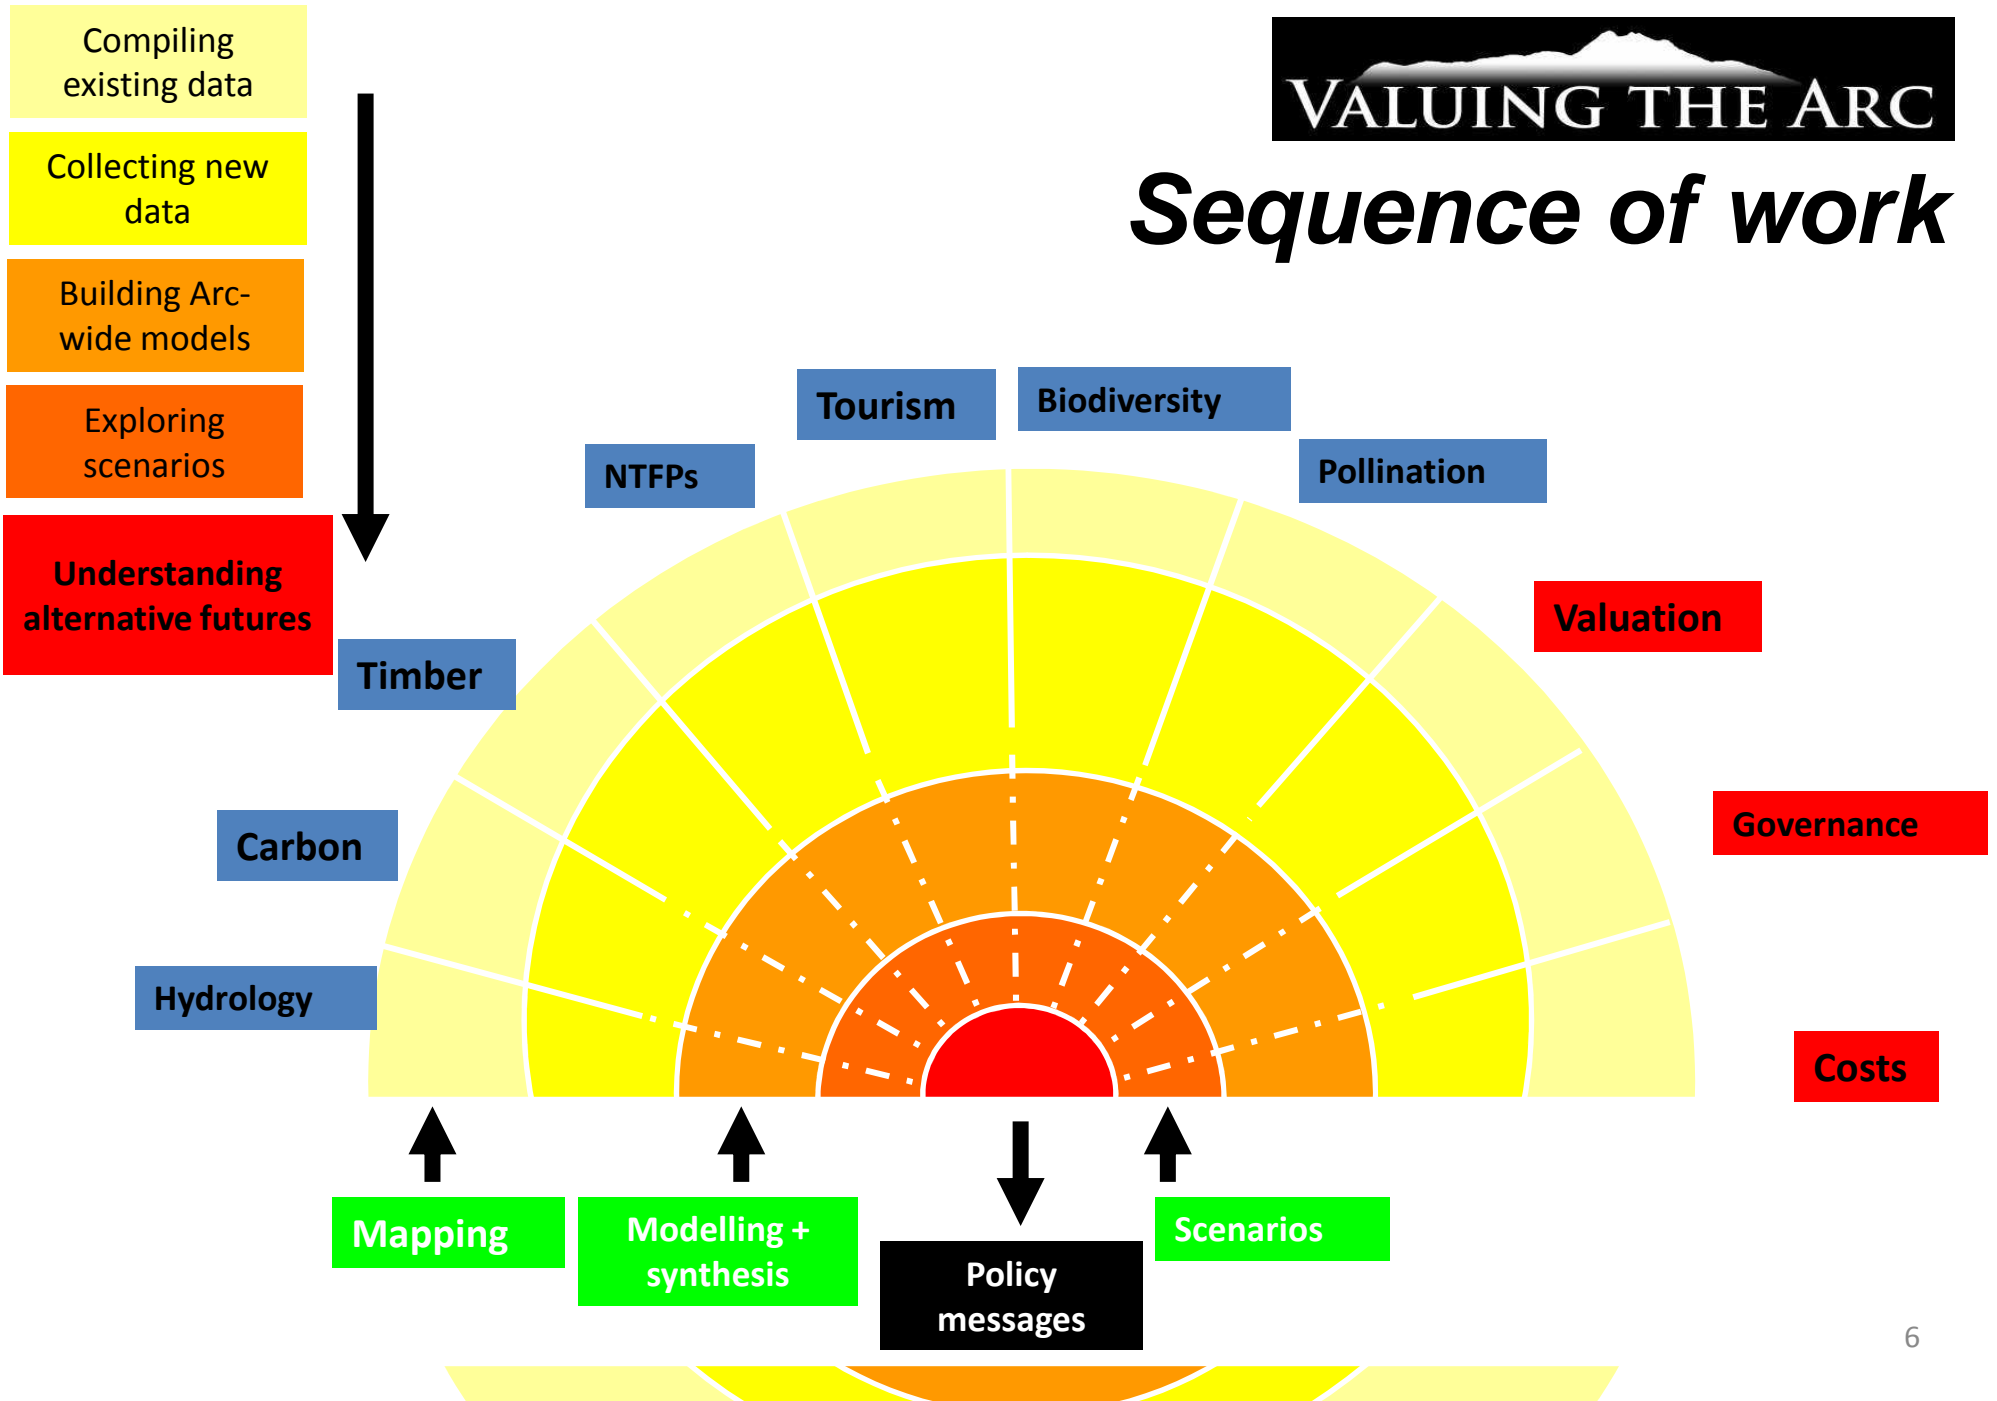 Compiling
existing data
Collecting new
data
Building Arc-
wide models
Exploring
scenarios
Understanding
alternative futures
VALUING THE ARC
Sequence of work
Tourism
Biodiversity
NTFPs
Pollination
Timber
Valuation
Carbon
Governance
Hydrology
Costs
Mapping
Modelling +
synthesis
Policy
messages
Scenarios
6